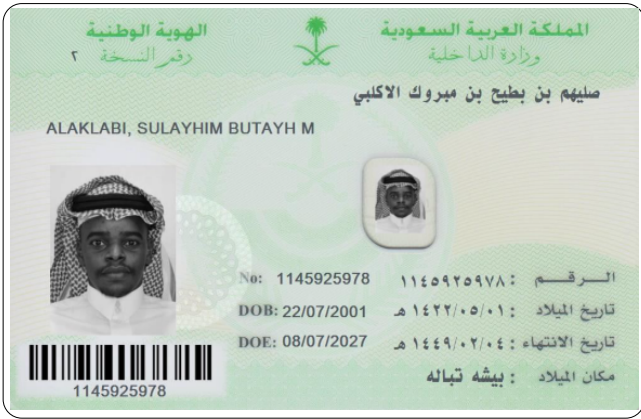 المملكة العربية السعودية
وزارة الداخلية
الهوية الوطنية
رقم النسخة ٢
صليهم بن بطيح بن مبروك الاكلبي
ALAKLABI, SULAYHIM BUTAYH M
No: 1145925978 الرقم : ١١٤٥٩٢٥٩٧٨
DOB: 22/07/2001 تاريخ الميلاد : ١٤٢٢/٠٥/٠١ هـ
DOE: 08/07/2027 تاريخ الانتهاء : ١٤٤٩/٠٢/٠٤ هـ
مكان الميلاد : بيشه تباله
1145925978